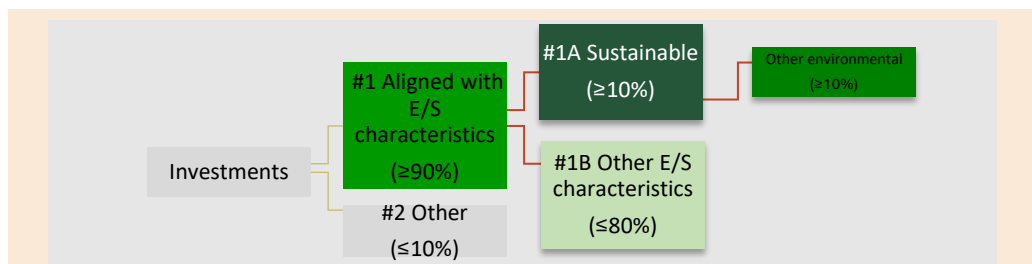 Investments
#1 Aligned with
E/S
characteristics
(≥90%)
#2 Other
(≤10%)
#1A Sustainable
(≥10%)
#1B Other E/S
characteristics
(≤80%)
Other environmental
(≥10%)